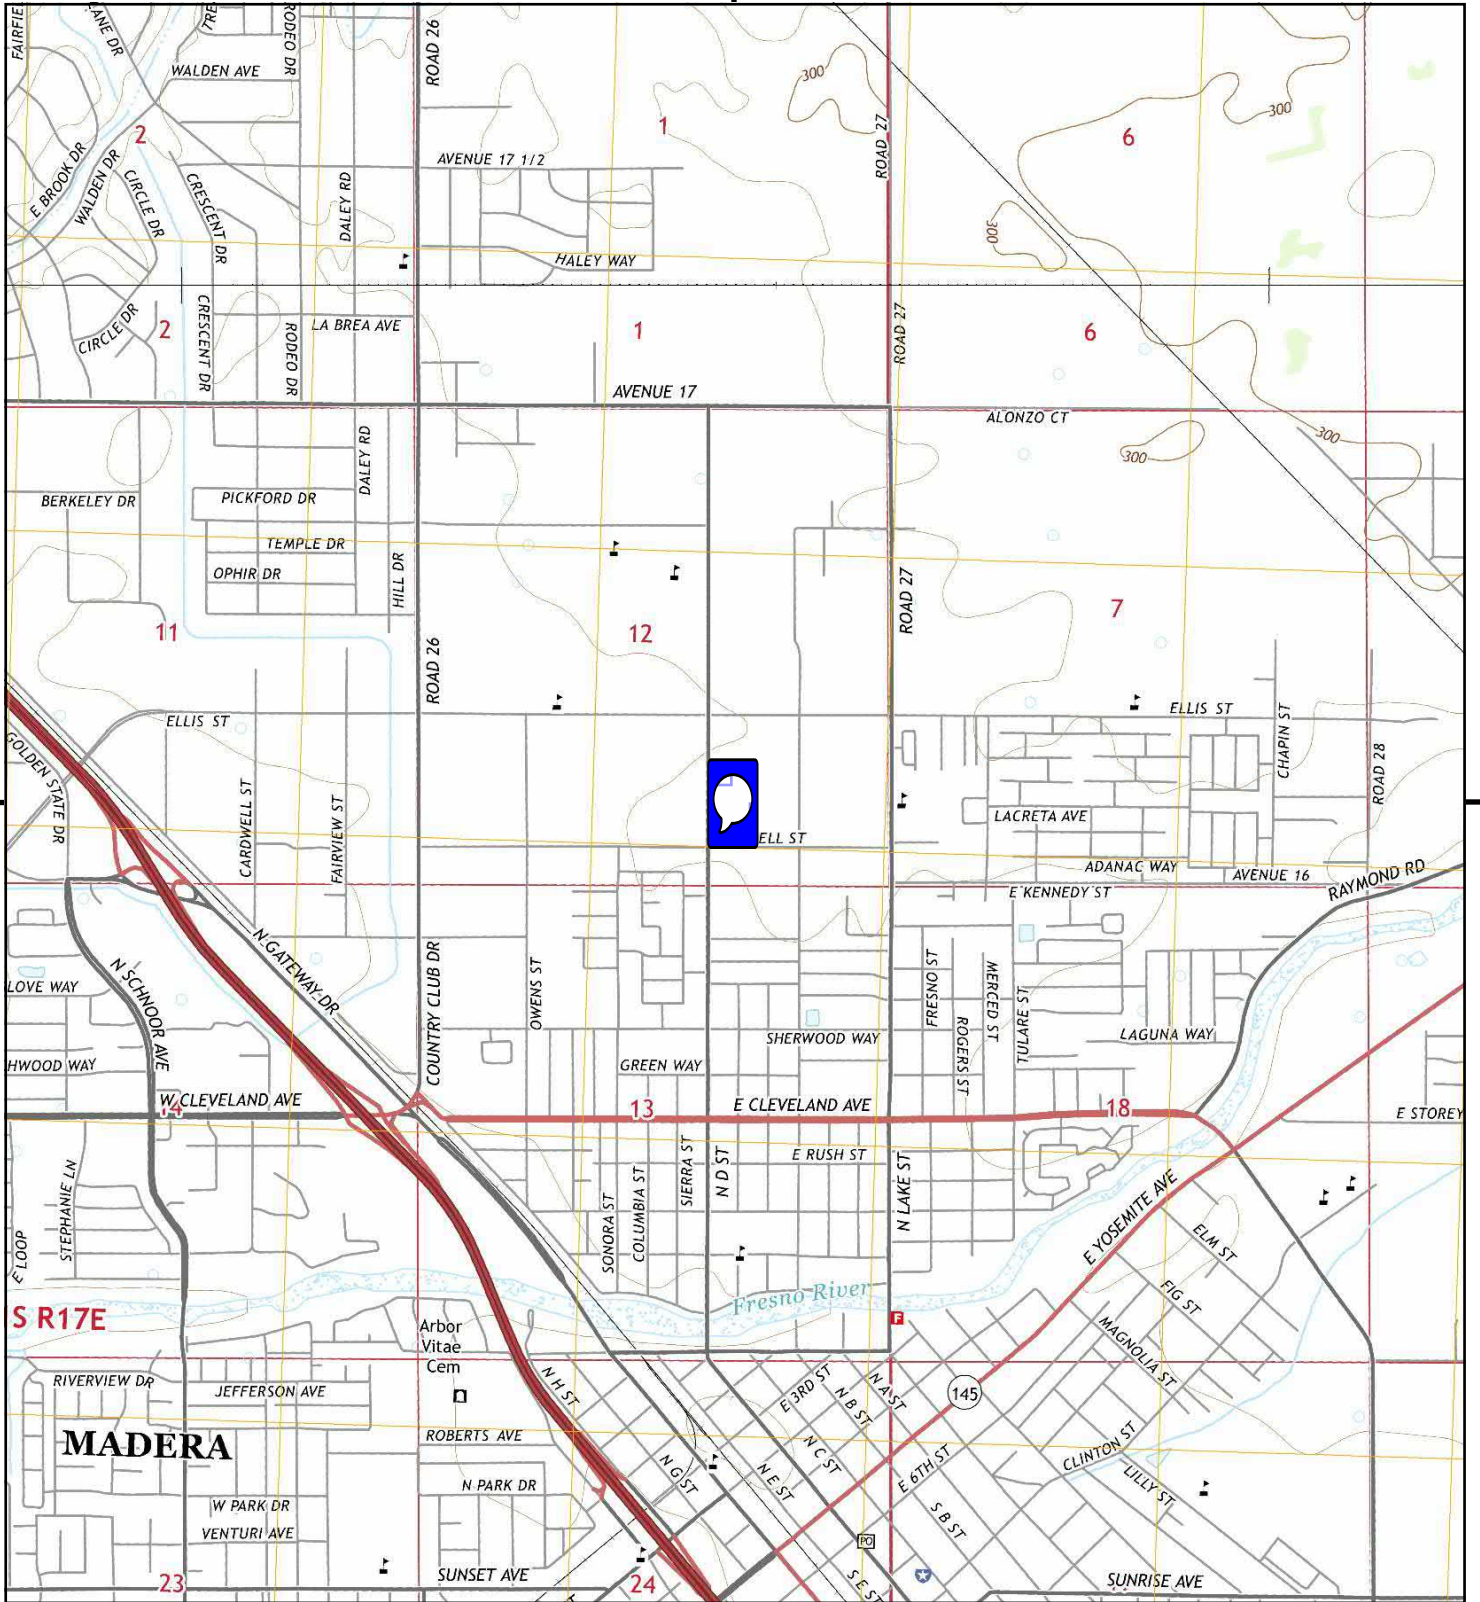 FAIRFIE
LANE DR
TRE
RODEO DR
ROAD 26
WALDEN AVE
300
300
2
1
6
ROAD 27
AVENUE 17 1/2
E BROOK DR
WALDEN DR
CIRCLE DR
CRESCENT DR
DALEY RD
300
HALEY WAY
CIRCLE DR
2
CRESCENT DR
RODEO DR
LA BREA AVE
1
ROAD 27
6
AVENUE 17
ALONZO CT
300
300
DALEY RD
BERKELEY DR
PICKFORD DR
TEMPLE DR
OPHIR DR
HILL DR
ROAD 27
7
11
12
ROAD 26
ELLIS ST
ELLIS ST
CHAPIN ST
ROAD 28
GOLDEN STATE DR
CARDWELL ST
FAIRVIEW ST
LACRETA AVE
ELL ST
ADANAC WAY
AVENUE 16
RAYMOND RD
E KENNEDY ST
N GATEWAY DR
N SCHNOOR AVE
LOVE WAY
COUNTRY CLUB DR
OWENS ST
FRESNO ST
MERCED ST
ROGERS ST
TULARE ST
SHERWOOD WAY
LAGUNA WAY
HWOOD WAY
GREEN WAY
W CLEVELAND AVE
14
13
E CLEVELAND AVE
18
E STOREY
E RUSH ST
STEPHANIE LN
SONORA ST
COLUMBIA ST
SIERRA ST
N D ST
N LAKE ST
E YOSEMITE AVE
ELM ST
E LOOP
FIG ST
Fresno River
S R17E
F
Arbor
Vitae
Cem
MAGNOLIA ST
RIVERVIEW DR
JEFFERSON AVE
N H ST
E 3RD ST
N B ST
N A ST
145
MADERA
ROBERTS AVE
N C ST
CLINTON ST
N G ST
N E ST
E 6TH ST
LILLY ST
N PARK DR
W PARK DR
VENTURI AVE
S B ST
PO
SUNSET AVE
23
24
S E ST
SUNRISE AVE